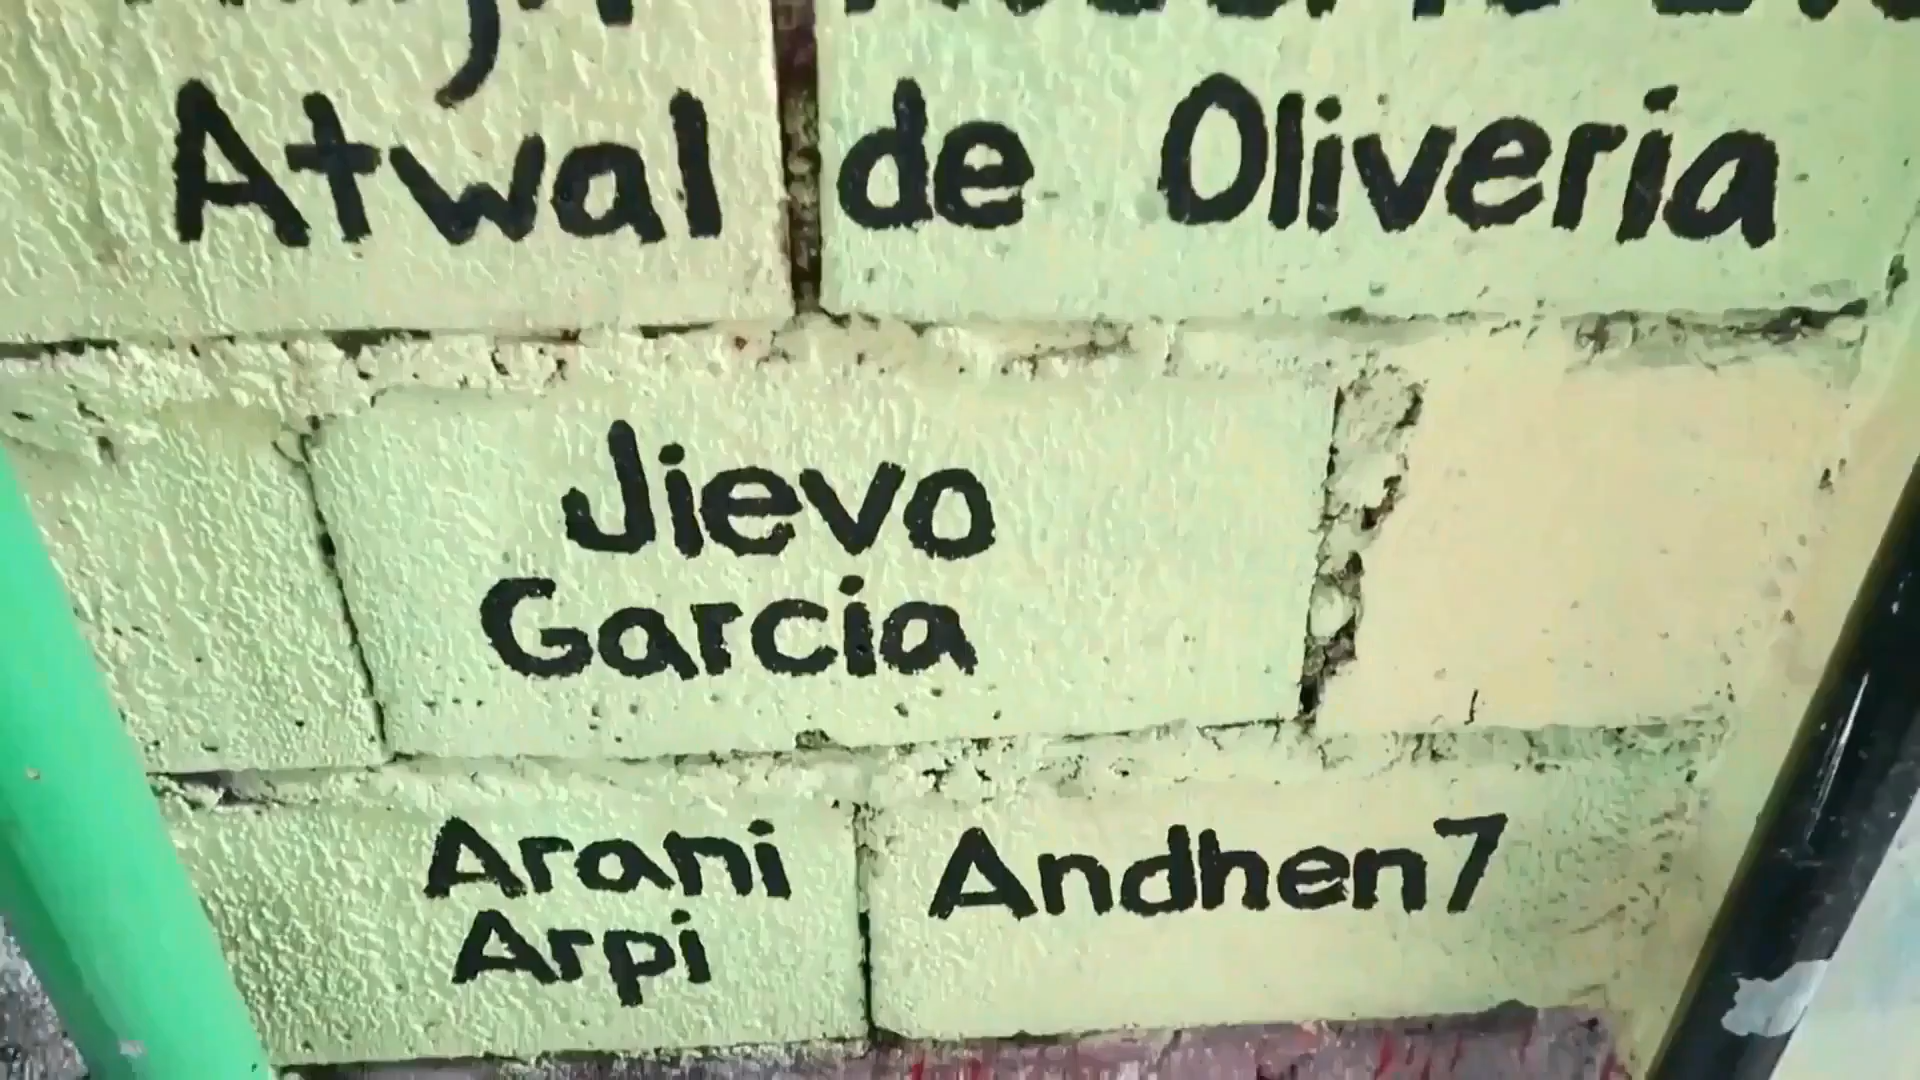 Atwal
de Oliveria
Jievo
Garcia
Arani
Arpi
Andhen7